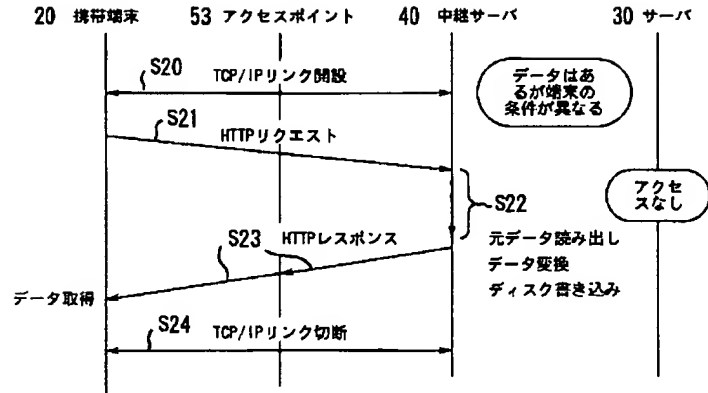 20 携帯端末
53 アクセスポイント
40 中継サーバ
30 サーバ
S20
TCP/IPリンク開設
データはあ
るが端末の
条件が異なる
S21
HTTPリクエスト
アクセ
スなし
S22
S23
HTTPレスポンス
元データ読み出し
データ変換
ディスク書き込み
データ取得
S24
TCP/IPリンク切断